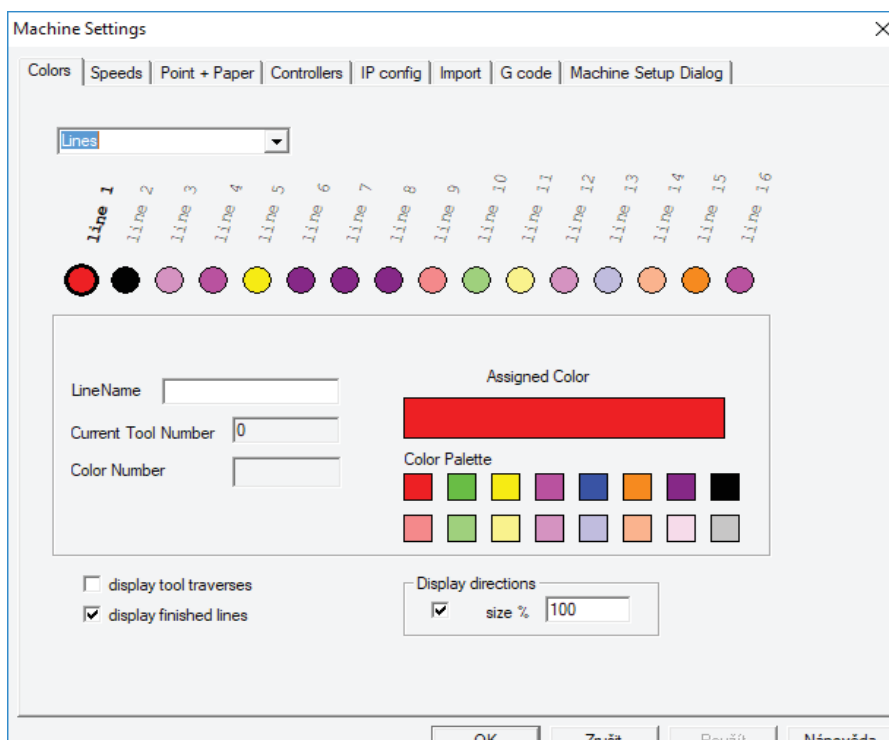 Machine Settings
Colors
Speeds
Point + Paper
Controllers
IP config
Import
G code
Machine Setup Dialog
Lines
line 1
line 2
line 3
line 4
line 5
line 6
line 7
line 8
line 9
line 10
line 11
line 12
line 13
line 14
line 15
line 16
LineName
Current Tool Number 0
Color Number
Assigned Color
Color Palette
display tool traverses
display finished lines
Display directions
size % 100
OK
Zrušit
Použít
Nápověda